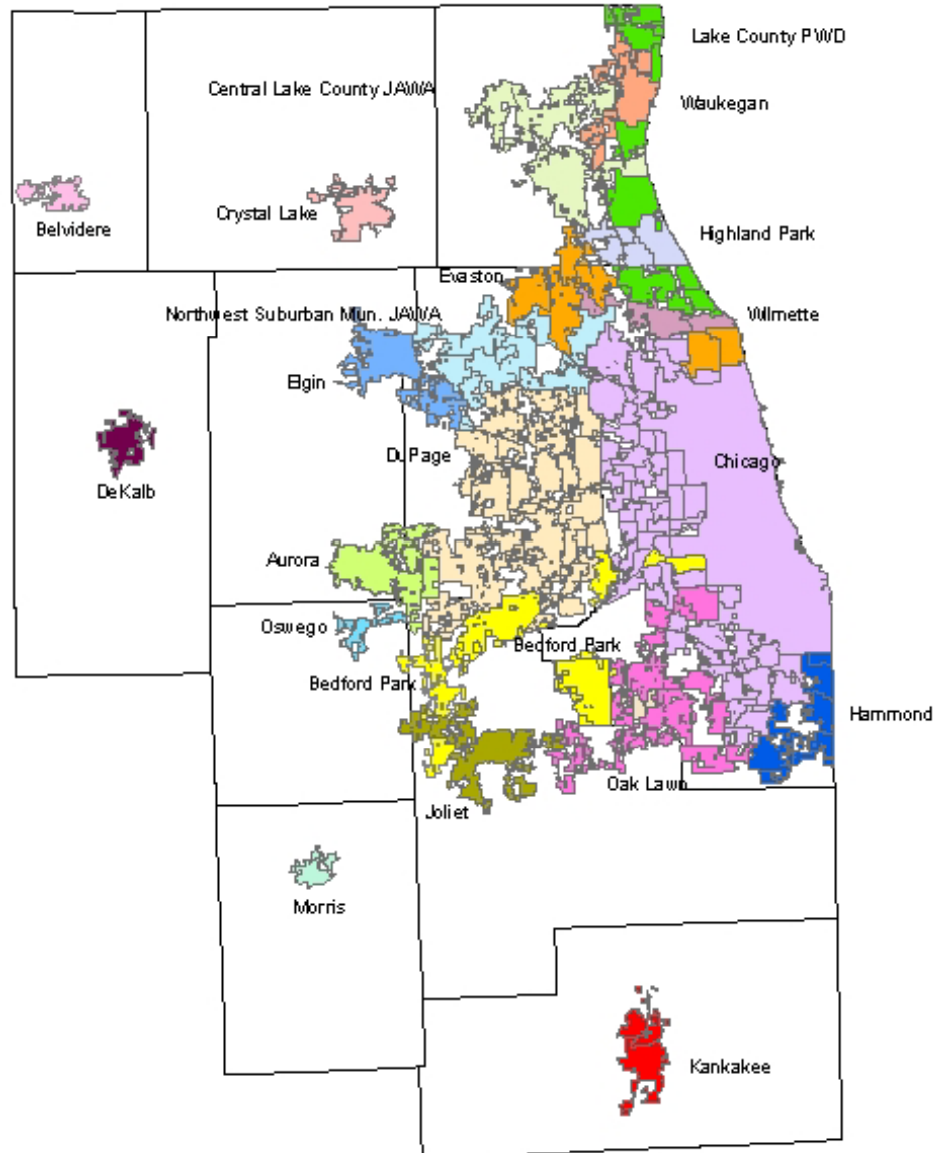 Lake County PWD
Central Lake County JAWA
Waukegan
Crystal Lake
Belvidere
Highland Park
Evaston
Northwest Suburban Mun. JAWA
Wilmette
Elgin
DuPage
Chicago
DeKalb
Aurora
Oswego
Bedford Park
Bedford Park
Hammond
Oak Lawn
Joliet
Morris
Kankakee